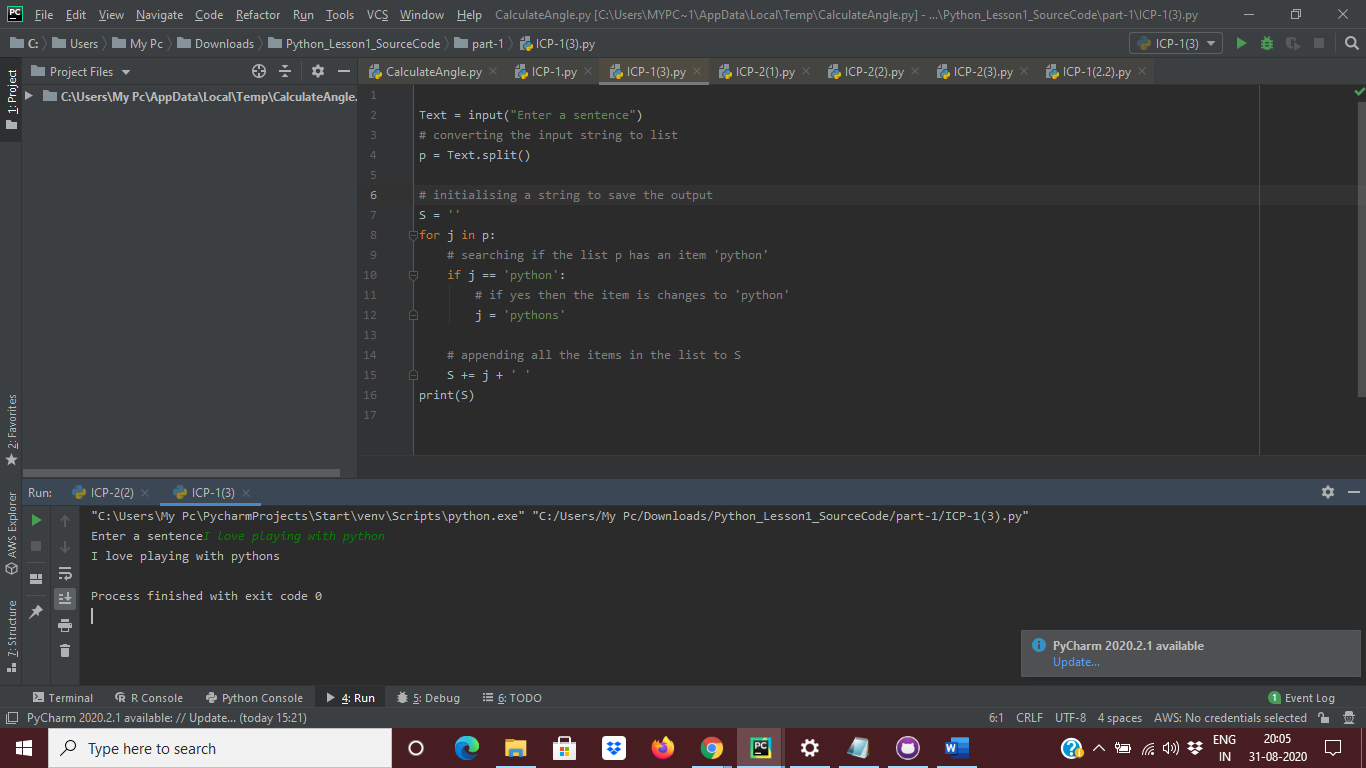 File Edit View Navigate Code Refactor Run Tools VCS Window Help CalculateAngle.py [C:\Users\MYPC~1\AppData\Local\Temp\CalculateAngle.py] - ...\Python_Lesson1_SourceCode\part-1\ICP-1(3).py
C: Users My Pc Downloads Python_Lesson1_SourceCode part-1 ICP-1(3).py ICP-1(3)
1: Project
Project Files
CalculateAngle.py ICP-1.py ICP-1(3).py ICP-2(1).py ICP-2(2).py ICP-2(3).py ICP-1(2.2).py
C:\Users\My Pc\AppData\Local\Temp\CalculateAngle.
1
2 Text = input("Enter a sentence")
3 # converting the input string to list
4 p = Text.split()
5
6 # initialising a string to save the output
7 S = ''
8 for j in p:
9 # searching if the list p has an item 'python'
10 if j == 'python':
11 # if yes then the item is changes to 'python'
12 j = 'pythons'
13
14 # appending all the items in the list to S
15 S += j + ' '
16 print(S)
17
2: Favorites
AWS Explorer
7: Structure
Run: ICP-2(2) ICP-1(3)
"C:\Users\My Pc\PycharmProjects\Start\venv\Scripts\python.exe" "C:/Users/My Pc/Downloads/Python_Lesson1_SourceCode/part-1/ICP-1(3).py"
Enter a sentenceI love playing with python
I love playing with pythons
Process finished with exit code 0
PyCharm 2020.2.1 available
Update...
Terminal R Console Python Console 4: Run 5: Debug 6: TODO 1 Event Log
PyCharm 2020.2.1 available: // Update... (today 15:21) 6:1 CRLF UTF-8 4 spaces AWS: No credentials selected
Type here to search
ENG
IN
20:05
31-08-2020